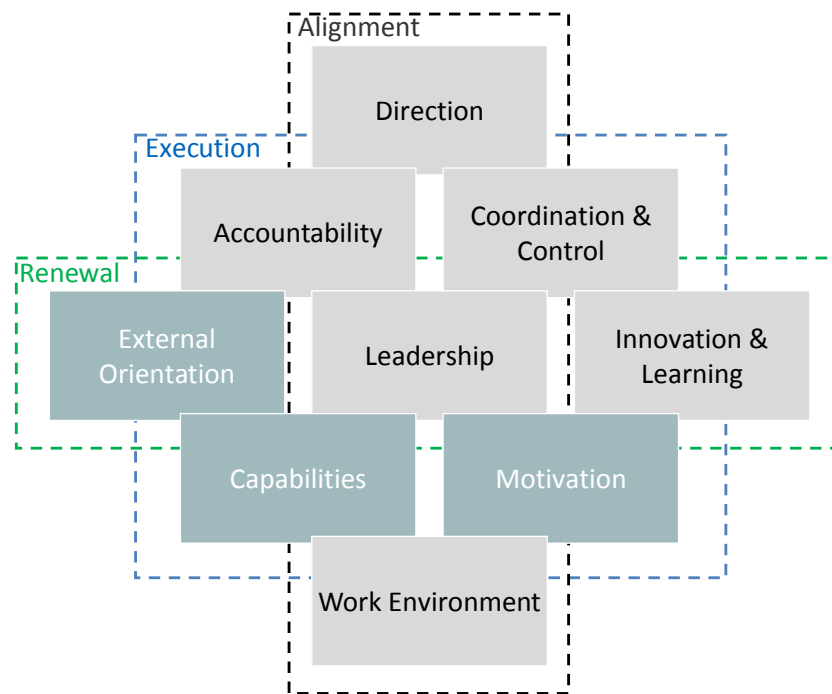 Alignment
Direction
Execution
Accountability
Coordination &
Control
Renewal
External
Orientation
Leadership
Innovation &
Learning
Capabilities
Motivation
Work Environment